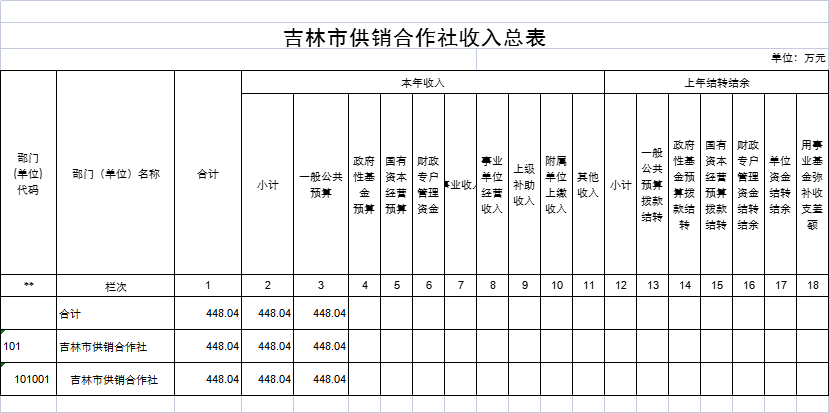 吉林市供销合作社收入总表
单位：万元
部门(单位)代码 部门（单位）名称 合计 本年收入 上年结转结余
小计 一般公共预算 政府性基金预算 国有资本经营预算 财政专户管理资金 事业收入 事业单位经营收入 上级补助收入 附属单位上缴收入 其他收入 小计 一般公共预算拨款结转 政府性基金预算拨款结转 国有资本经营预算拨款结转 财政专户管理资金结转结余 单位资金结转结余 用事业基金弥补收支差额
** 栏次 1 2 3 4 5 6 7 8 9 10 11 12 13 14 15 16 17 18
合计 448.04 448.04 448.04
101 吉林市供销合作社 448.04 448.04 448.04
101001 吉林市供销合作社 448.04 448.04 448.04